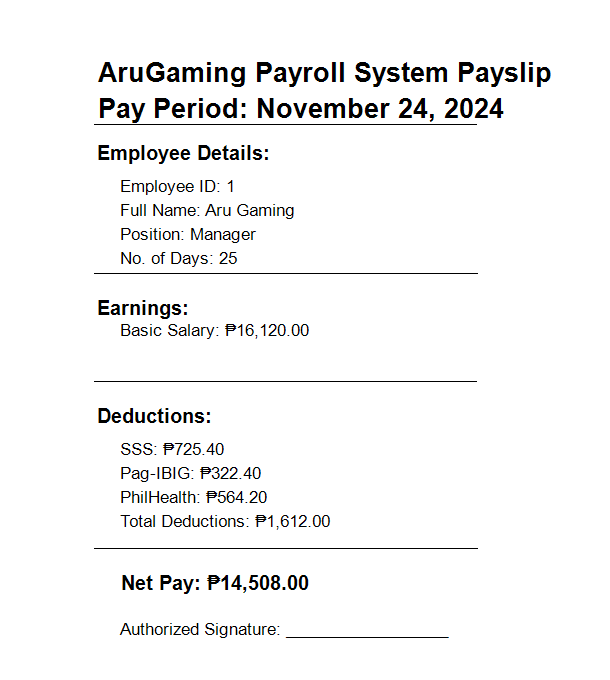 AruGaming Payroll System Payslip
Pay Period: November 24, 2024
Employee Details:
Employee ID: 1
Full Name: Aru Gaming
Position: Manager
No. of Days: 25
Earnings:
Basic Salary: ₱16,120.00
Deductions:
SSS: ₱725.40
Pag-IBIG: ₱322.40
PhilHealth: ₱564.20
Total Deductions: ₱1,612.00
Net Pay: ₱14,508.00
Authorized Signature: __________________